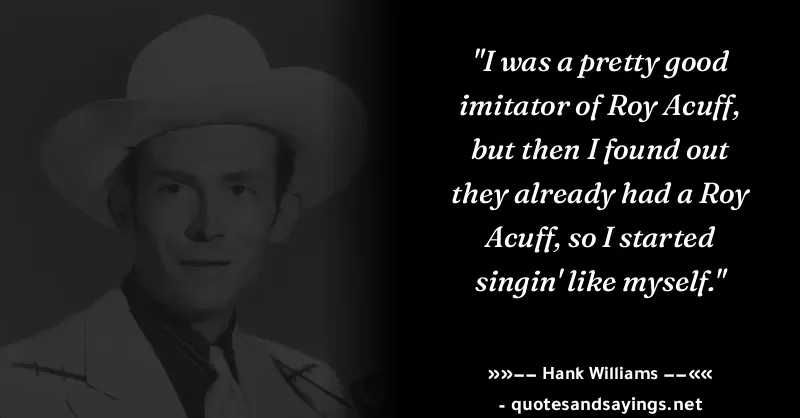 "I was a pretty good
imitator of Roy Acuff,
but then I found out
they already had a Roy
Acuff, so I started
singin' like myself."
»»−− Hank Williams −−««
- quotesandsayings.net